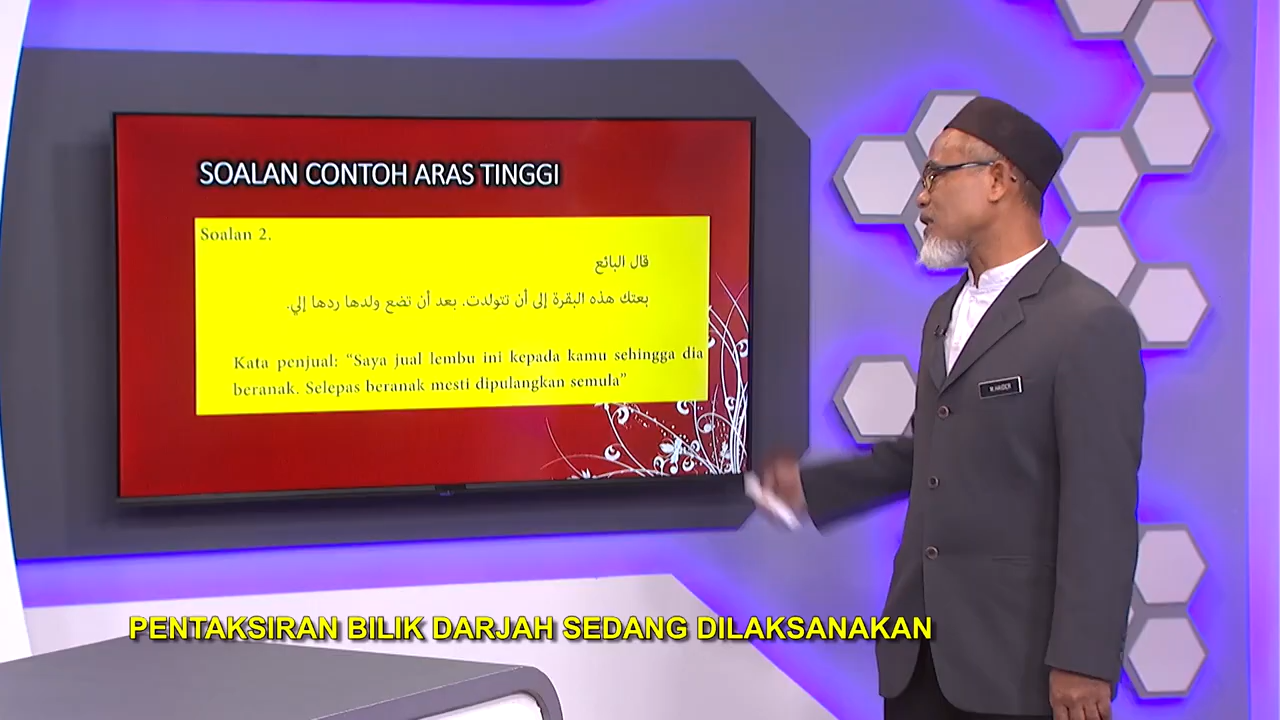 SOALAN CONTOH ARAS TINGGI
Soalan 2.
قال البائع
بعتك هذه البقرة إلى أن تتولدت. بعد أن تضع ولدها ردها إلي.
Kata penjual: “Saya jual lembu ini kepada kamu sehingga dia
beranak. Selepas beranak mesti dipulangkan semula”
M.HAIDER
PENTAKSIRAN BILIK DARJAH SEDANG DILAKSANAKAN